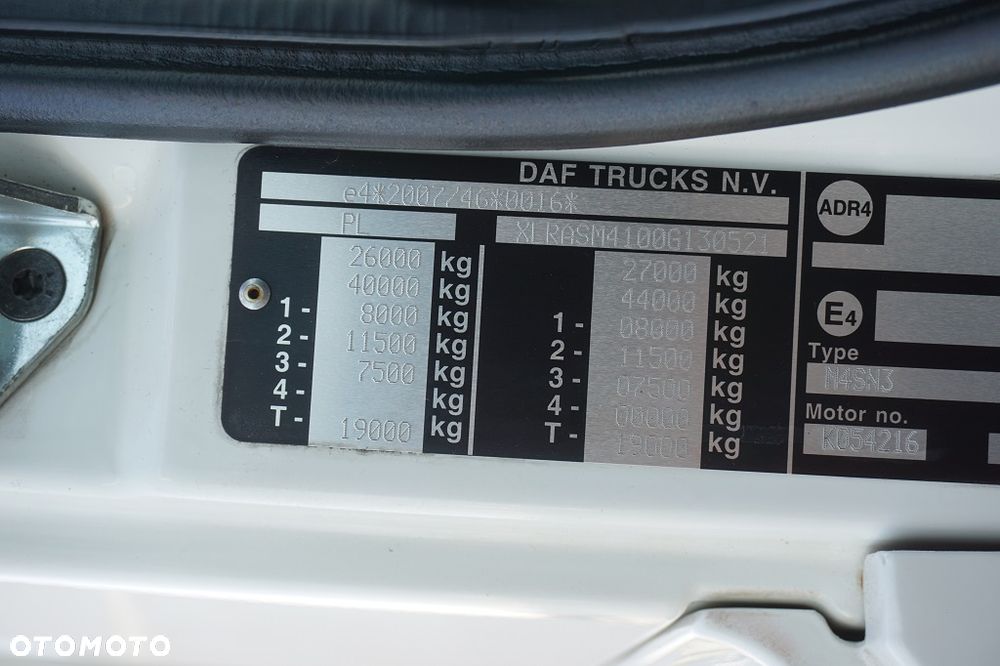 DAF TRUCKS N.V.
e4*2007/46*0016*
PL XLRASM4100G130521
26000 kg 27000 kg
40000 kg 44000 kg
1 - 8000 kg 1 - 08000 kg
2 - 11500 kg 2 - 11500 kg
3 - 7500 kg 3 - 07500 kg
4 - kg 4 - 00000 kg
T - 19000 kg T - 19000 kg
ADR4
E4
Type
N4SN3
Motor no.
K054216
OTOMOTO